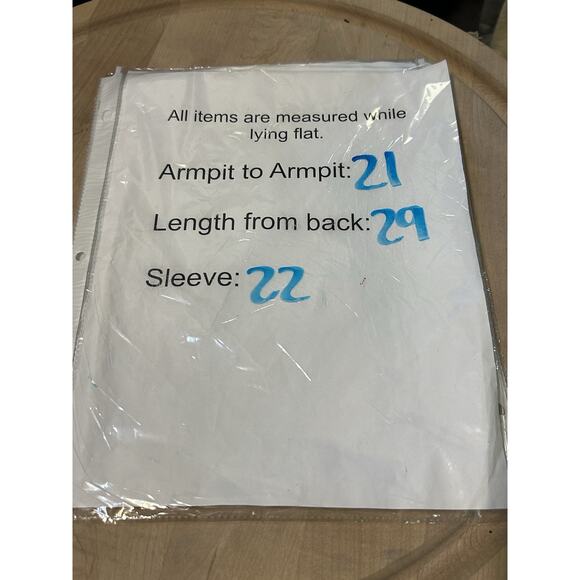 All items are measured while
lying flat.
Armpit to Armpit: 21
Length from back: 29
Sleeve: 22